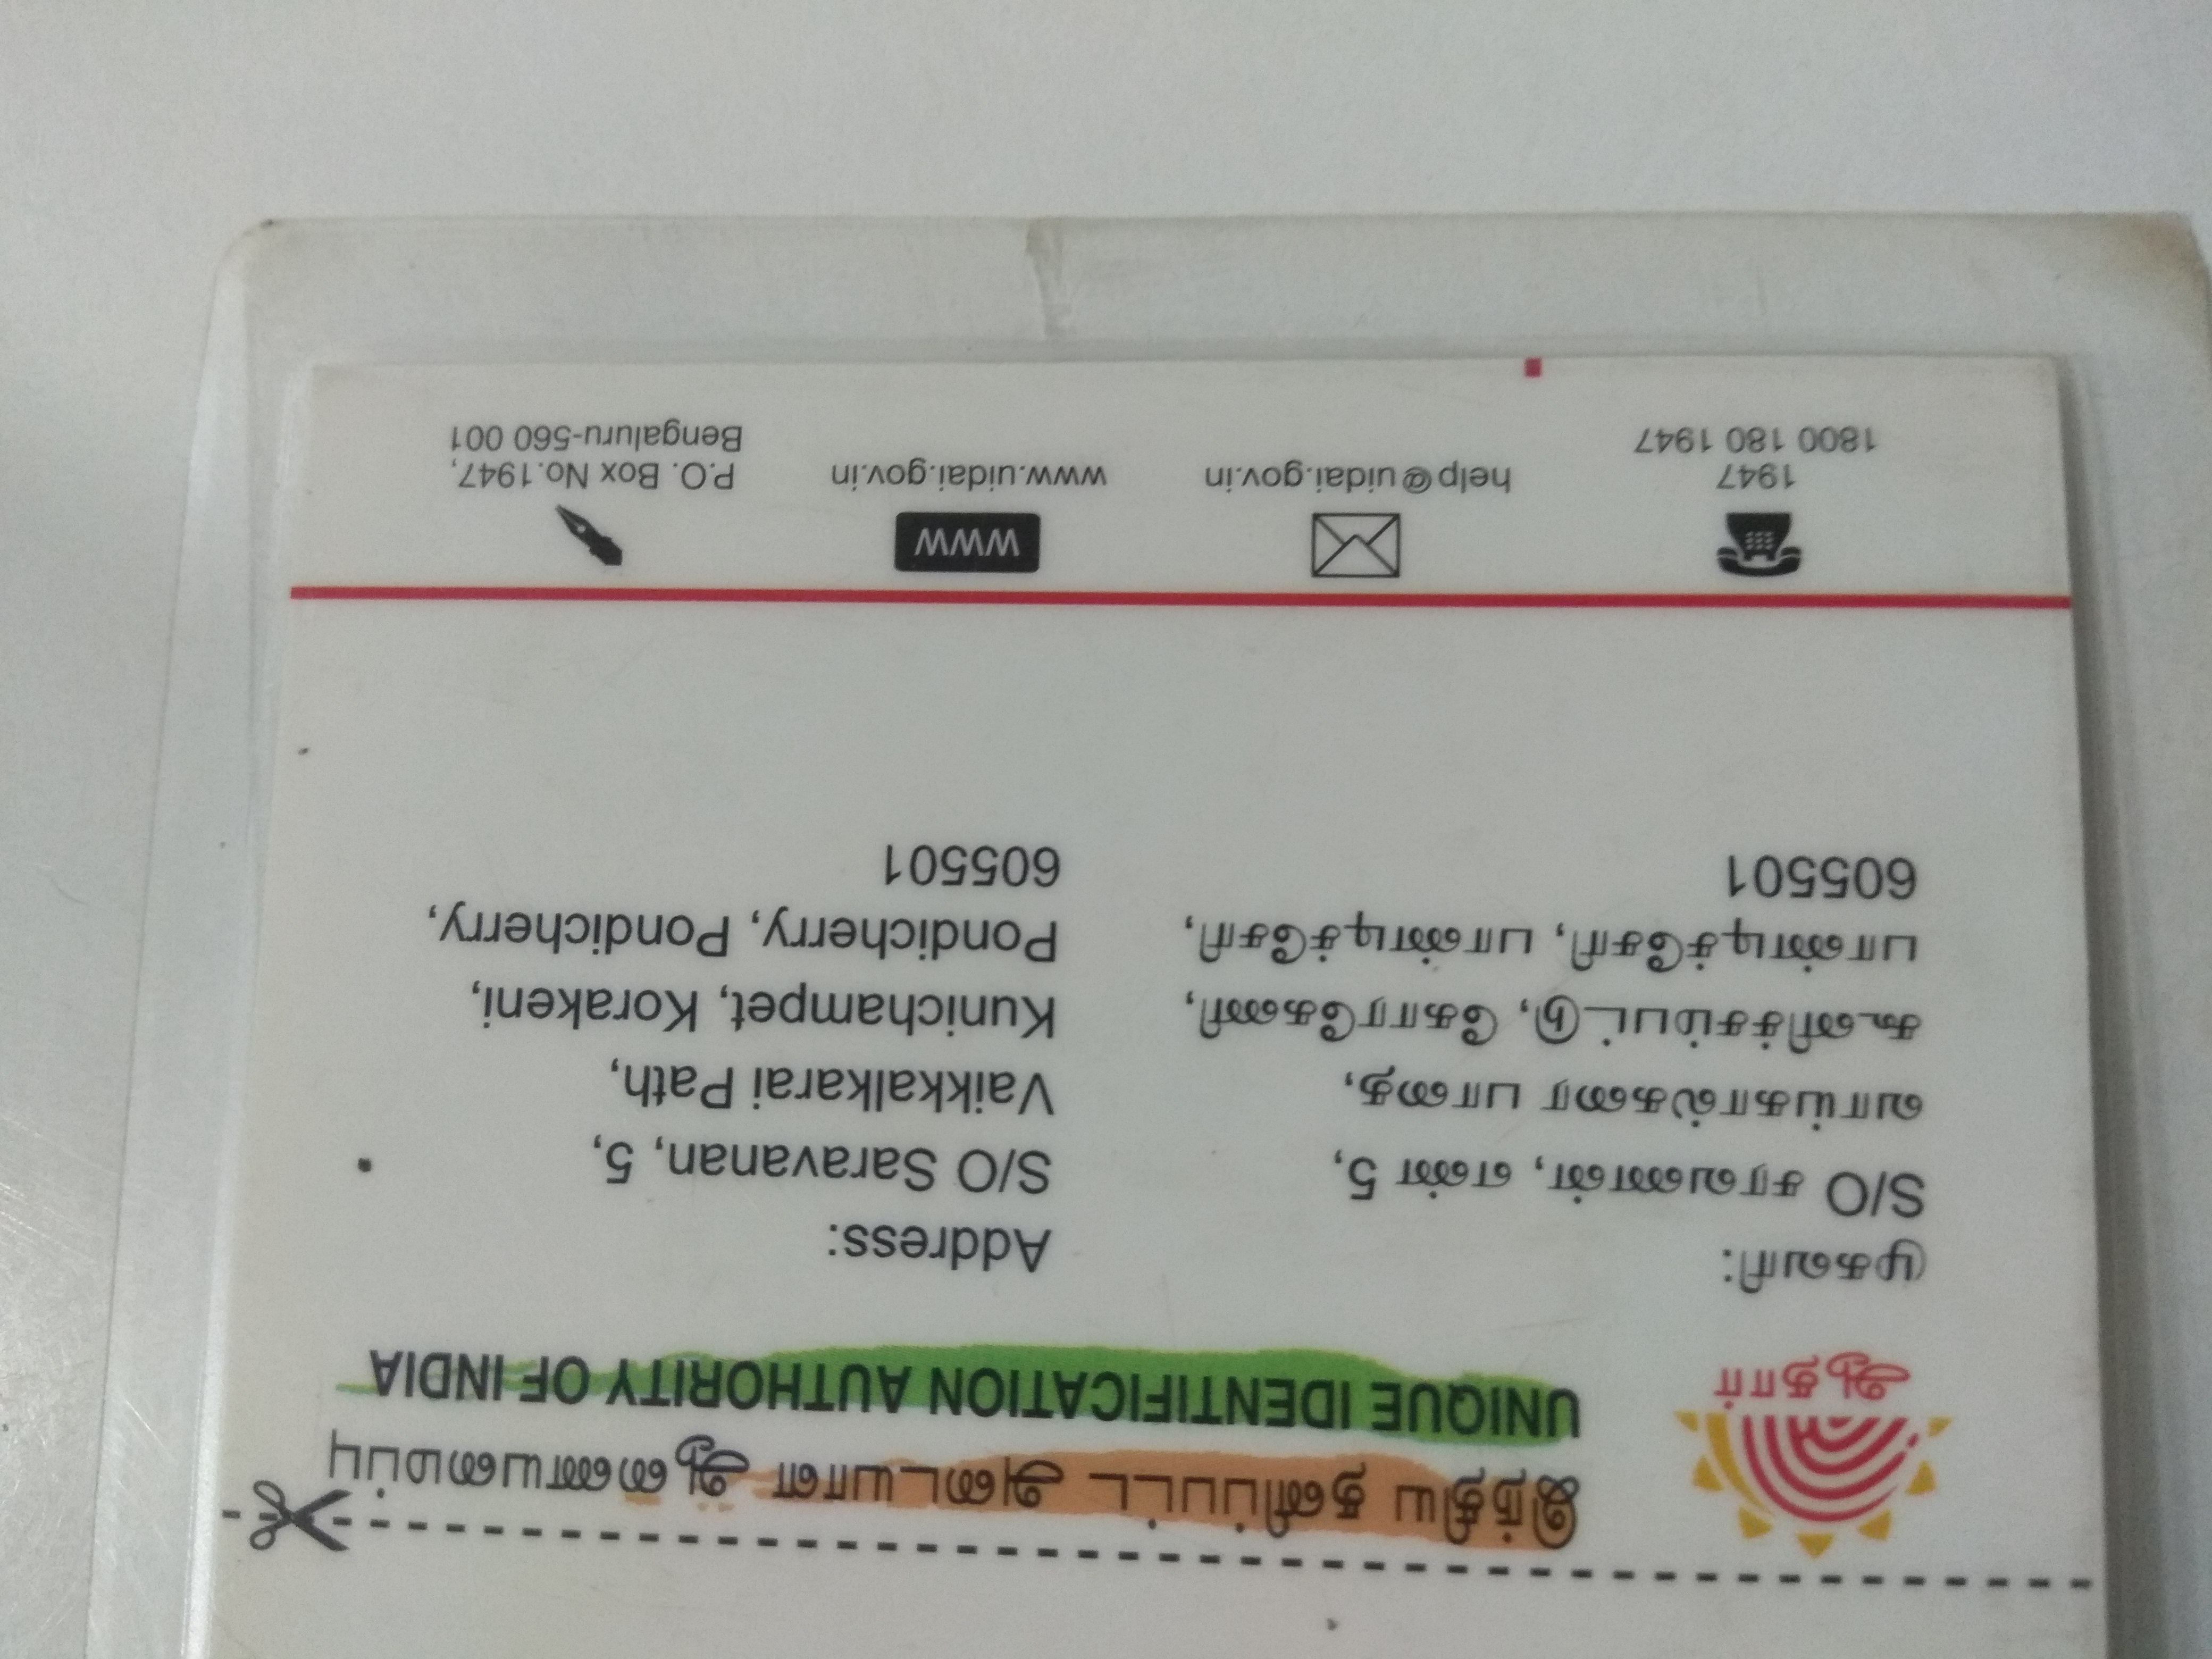 இந்திய தனிப்பட்ட அடையாள ஆணையமைப்பு
UNIQUE IDENTIFICATION AUTHORITY OF INDIA
ஆதார்
முகவரி:
S/O சரவணன், எண் 5,
வாய்கால்கரை பாதை,
கூனிச்சம்பட்டு, கோரகேணி,
பாண்டிச்சேரி, பாண்டிச்சேரி,
605501
Address:
S/O Saravanan, 5,
Vaikkalkarai Path,
Kunichampet, Korakeni,
Pondicherry, Pondicherry,
605501
1947
1800 180 1947
help@uidai.gov.in
WWW
www.uidai.gov.in
P.O. Box No.1947,
Bengaluru-560 001